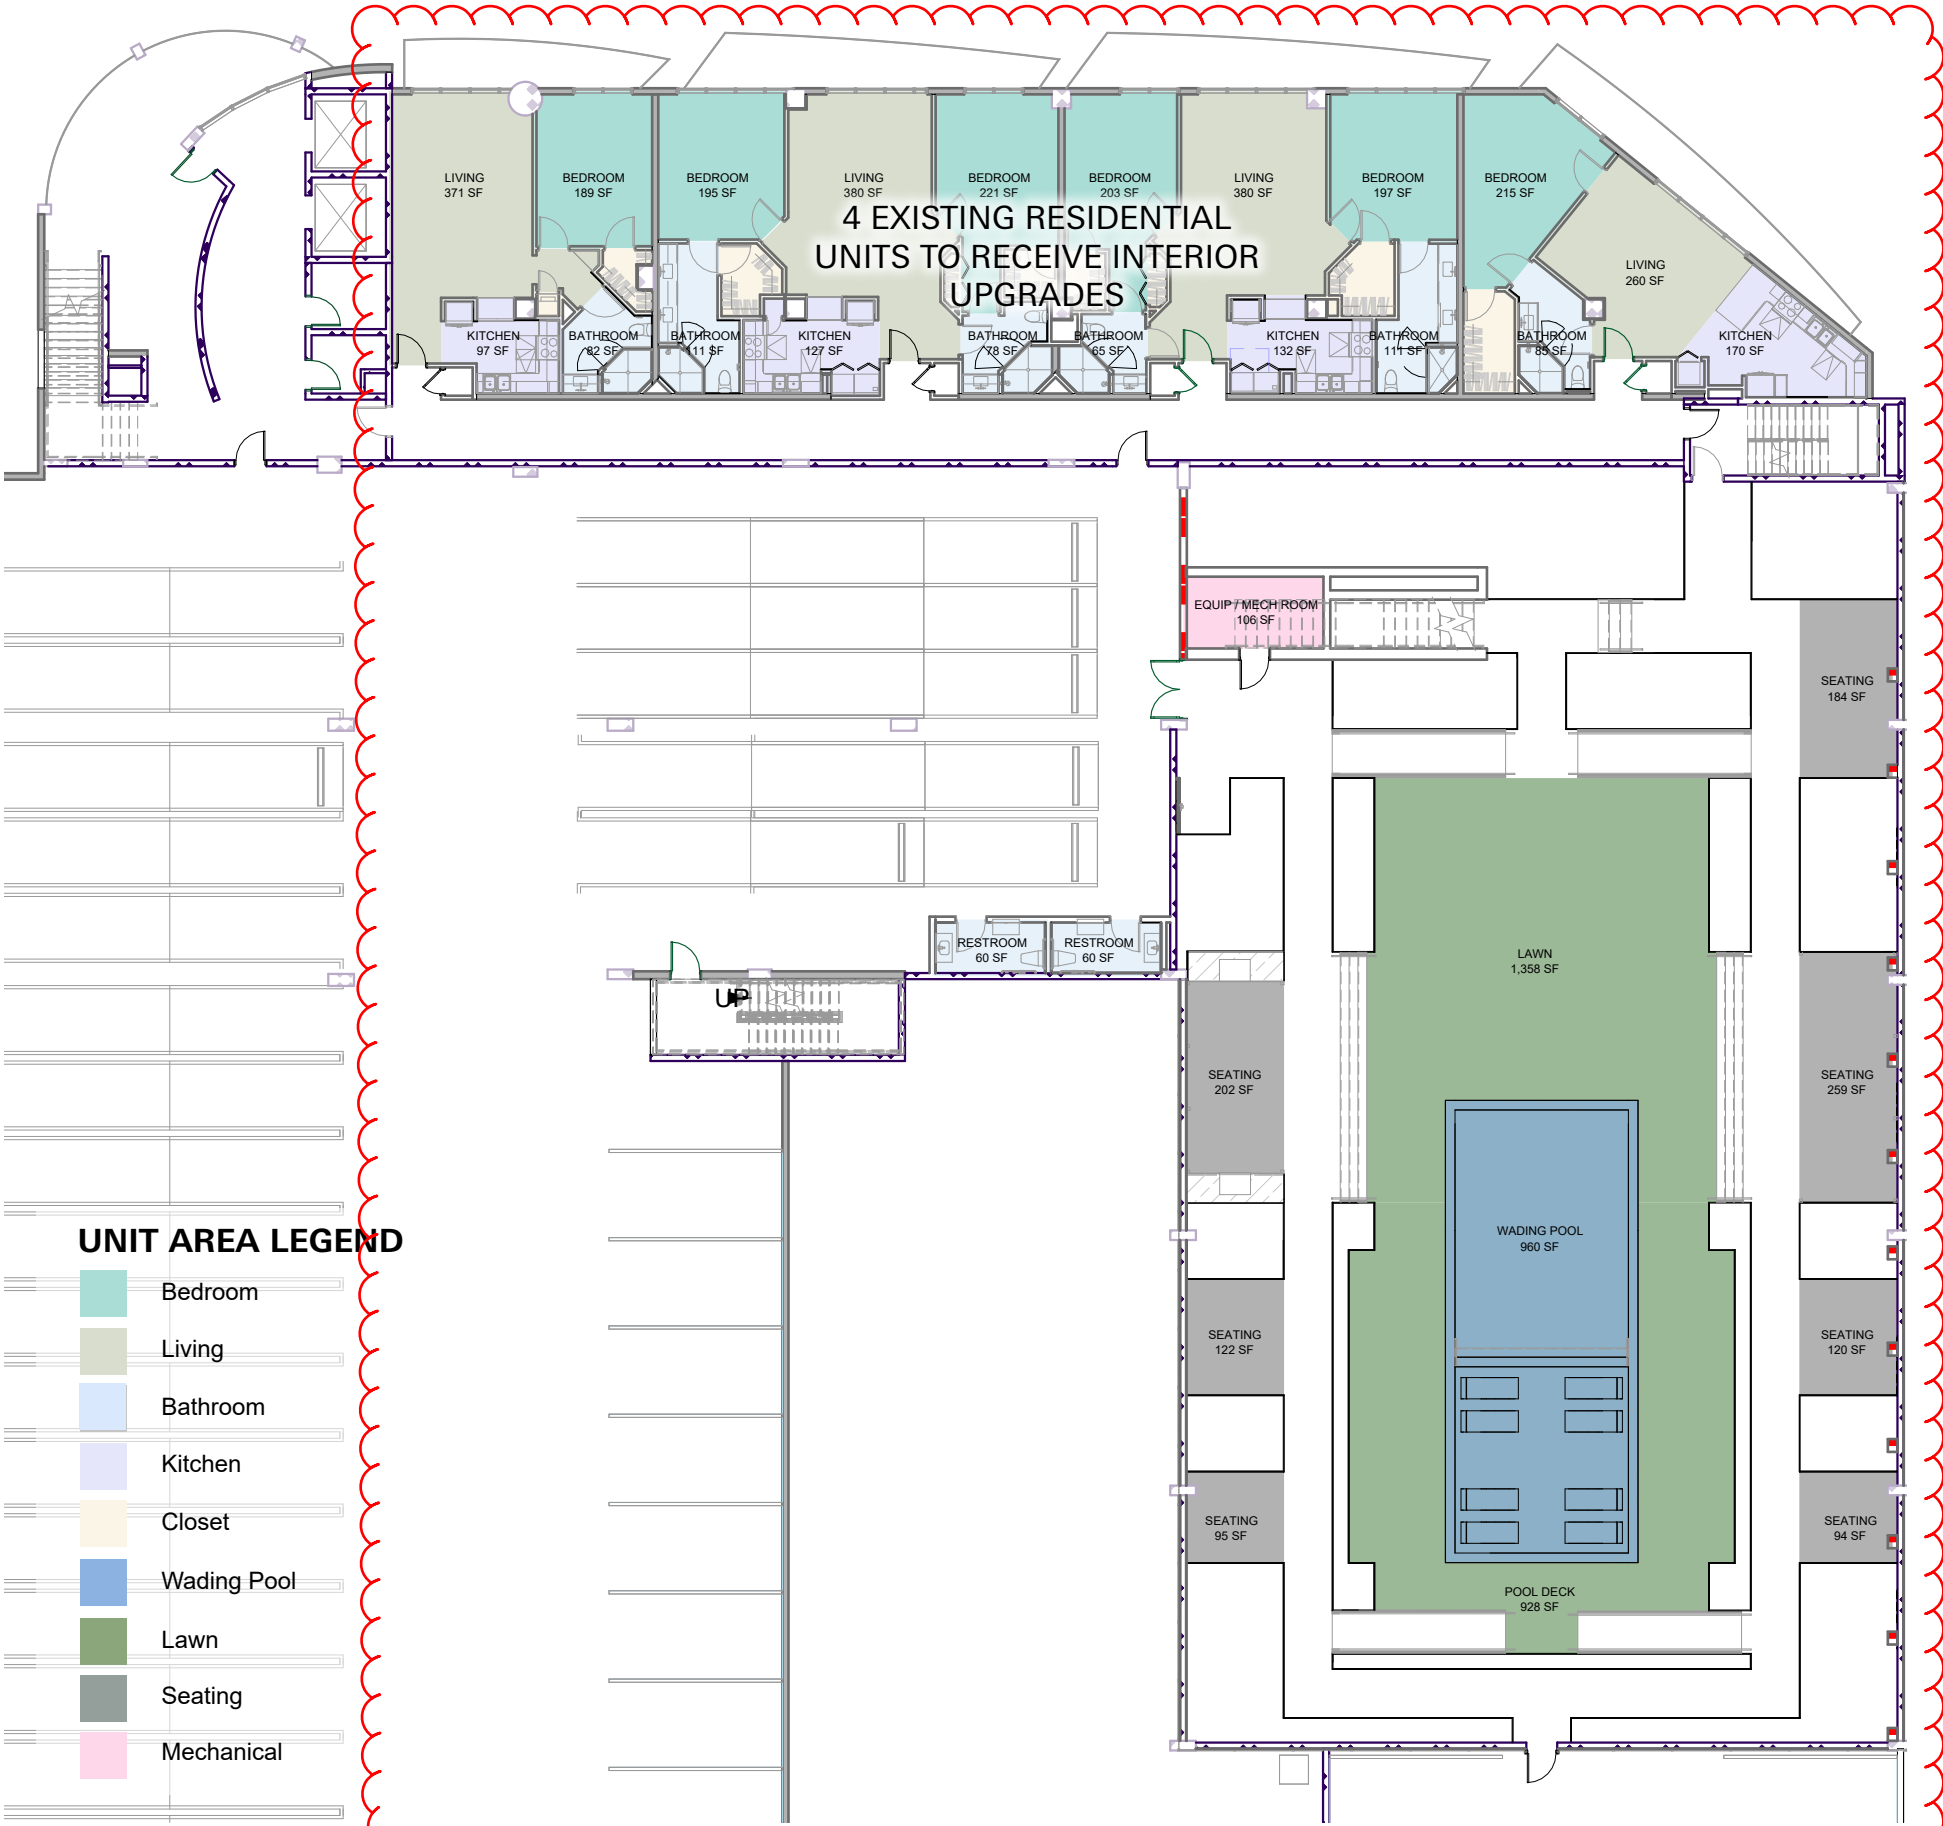 LIVING
371 SF
BEDROOM
189 SF
BEDROOM
195 SF
LIVING
380 SF
BEDROOM
221 SF
BEDROOM
203 SF
LIVING
380 SF
BEDROOM
197 SF
BEDROOM
215 SF
4 EXISTING RESIDENTIAL
UNITS TO RECEIVE INTERIOR
UPGRADES
LIVING
260 SF
KITCHEN
97 SF
BATHROOM
82 SF
BATHROOM
111 SF
KITCHEN
127 SF
BATHROOM
78 SF
BATHROOM
65 SF
KITCHEN
132 SF
BATHROOM
111 SF
BATHROOM
85 SF
KITCHEN
170 SF
EQUIP / MECH ROOM
106 SF
SEATING
184 SF
RESTROOM
60 SF
RESTROOM
60 SF
LAWN
1,358 SF
UP
SEATING
202 SF
SEATING
259 SF
WADING POOL
960 SF
SEATING
122 SF
SEATING
120 SF
SEATING
95 SF
SEATING
94 SF
POOL DECK
928 SF
UNIT AREA LEGEND
Bedroom
Living
Bathroom
Kitchen
Closet
Wading Pool
Lawn
Seating
Mechanical